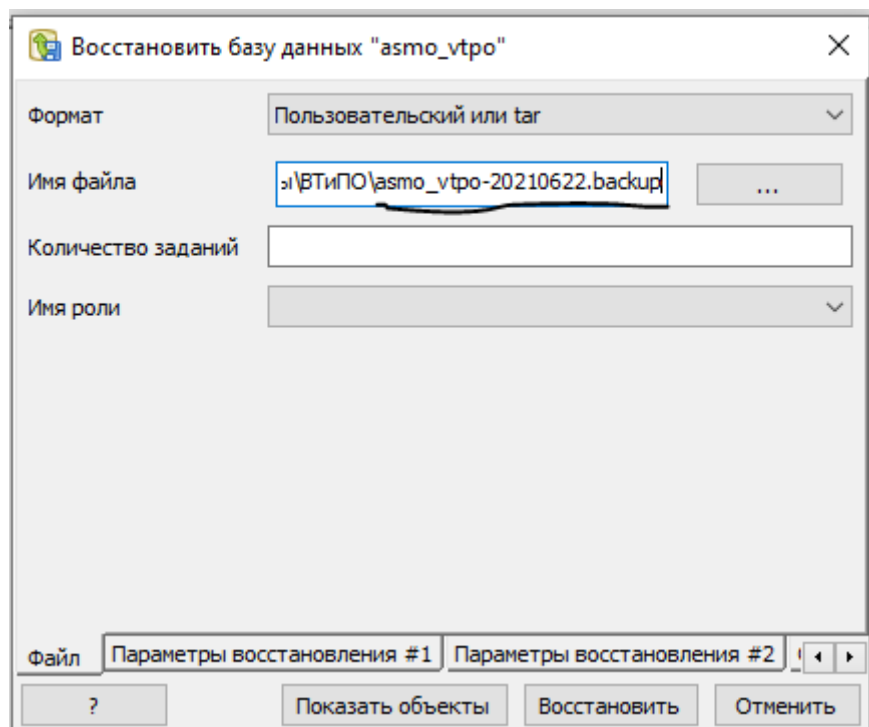 Восстановить базу данных "asmo_vtpo"
Формат
Пользовательский или tar
Имя файла
ы\ВТиПО\asmo_vtpo-20210622.backup
...
Количество заданий
Имя роли
Файл
Параметры восстановления #1
Параметры восстановления #2
?
Показать объекты
Восстановить
Отменить